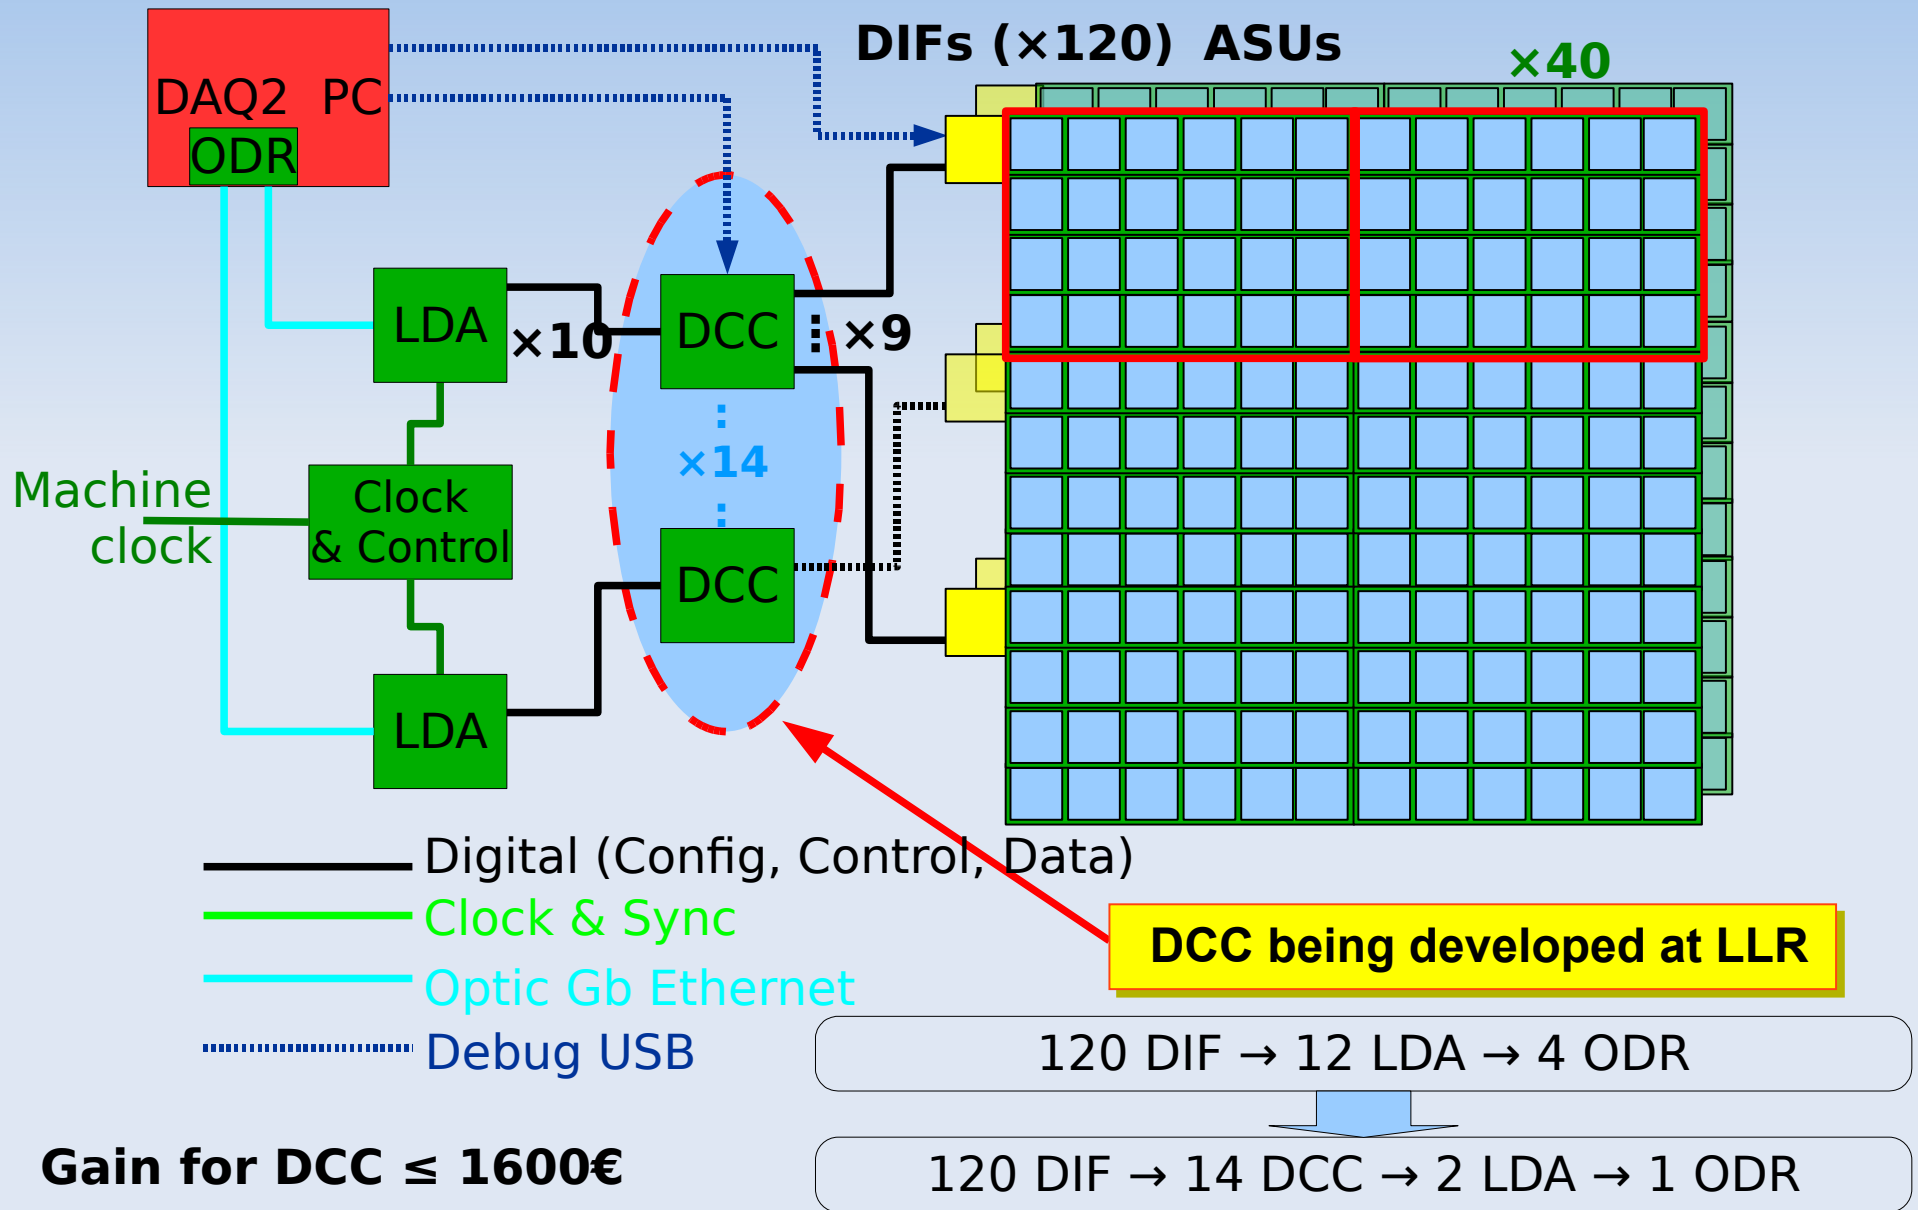 DIFs (×120) ASUs
×40
DAQ2 PC
ODR
LDA
×10
DCC
×9
×14
Machine
clock
Clock
& Control
DCC
LDA
Digital (Config, Control, Data)
Clock & Sync
Optic Gb Ethernet
Debug USB
DCC being developed at LLR
120 DIF → 12 LDA → 4 ODR
Gain for DCC ≤ 1600€
120 DIF → 14 DCC → 2 LDA → 1 ODR